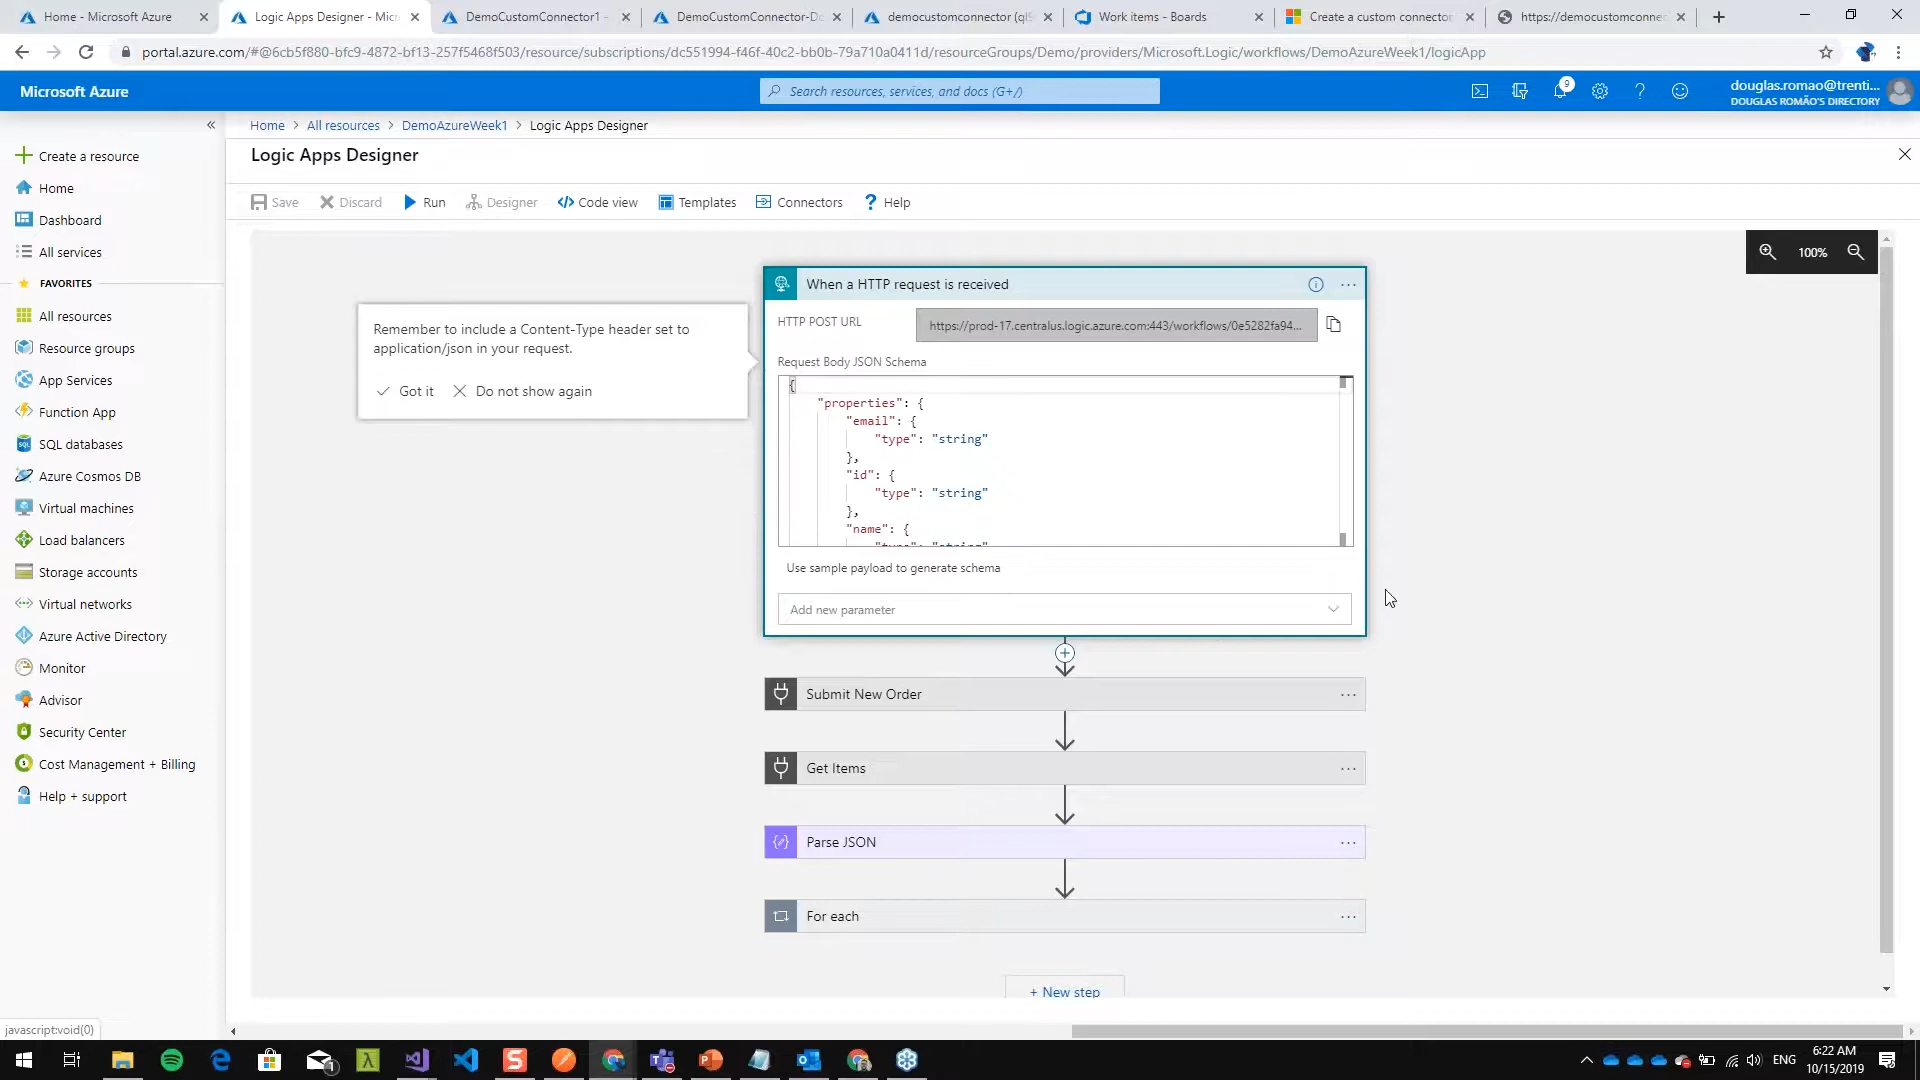 Home - Microsoft Azure
Logic Apps Designer - Micr
DemoCustomConnector1 -
DemoCustomConnector-De
democustomconnector (ql5
Work items - Boards
Create a custom connector
https://democustomconne
portal.azure.com/#@6cb5f880-bfc9-4872-bf13-257f5468f503/resource/subscriptions/dc551994-f46f-40c2-bb0b-79a710a0411d/resourceGroups/Demo/providers/Microsoft.Logic/workflows/DemoAzureWeek1/logicApp
Microsoft Azure
Search resources, services, and docs (G+/)
9
douglas.romao@trenti...
DOUGLAS ROMÃO'S DIRECTORY
Home > All resources > DemoAzureWeek1 > Logic Apps Designer
Logic Apps Designer
Save
Discard
Run
Designer
Code view
Templates
Connectors
Help
Create a resource
Home
Dashboard
All services
FAVORITES
All resources
Resource groups
App Services
Function App
SQL databases
Azure Cosmos DB
Virtual machines
Load balancers
Storage accounts
Virtual networks
Azure Active Directory
Monitor
Advisor
Security Center
Cost Management + Billing
Help + support
100%
Remember to include a Content-Type header set to
application/json in your request.
Got it
Do not show again
When a HTTP request is received
HTTP POST URL
https://prod-17.centralus.logic.azure.com:443/workflows/0e5282fa94...
Request Body JSON Schema
{
"properties": {
"email": {
"type": "string"
},
"id": {
"type": "string"
},
"name": {
"type": "string"
Use sample payload to generate schema
Add new parameter
Submit New Order
Get Items
Parse JSON
For each
+ New step
javascript:void(0)
ENG
6:22 AM
10/15/2019